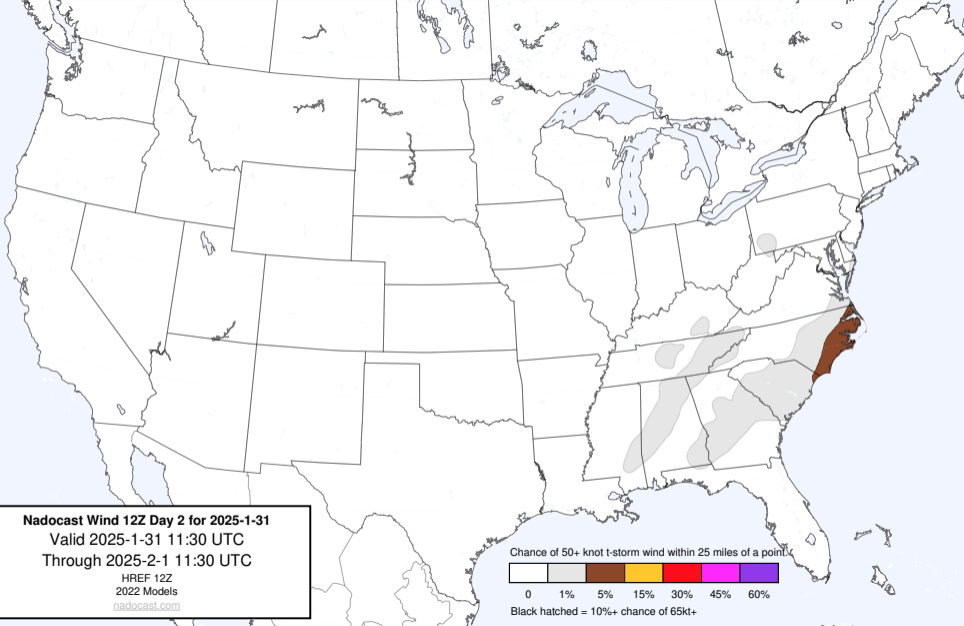 Nadocast Wind 12Z Day 2 for 2025-1-31
Valid 2025-1-31 11:30 UTC
Through 2025-2-1 11:30 UTC
HREF 12Z
2022 Models
nadocast.com
Chance of 50+ knot t-storm wind within 25 miles of a point.
0 1% 5% 15% 30% 45% 60%
Black hatched = 10%+ chance of 65kt+